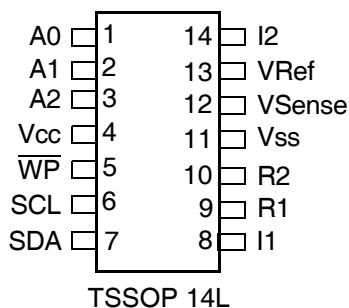 A0 1 14 I2
A1 2 13 VRef
A2 3 12 VSense
Vcc 4 11 Vss
W̅P̅ 5 10 R2
SCL 6 9 R1
SDA 7 8 I1
TSSOP 14L